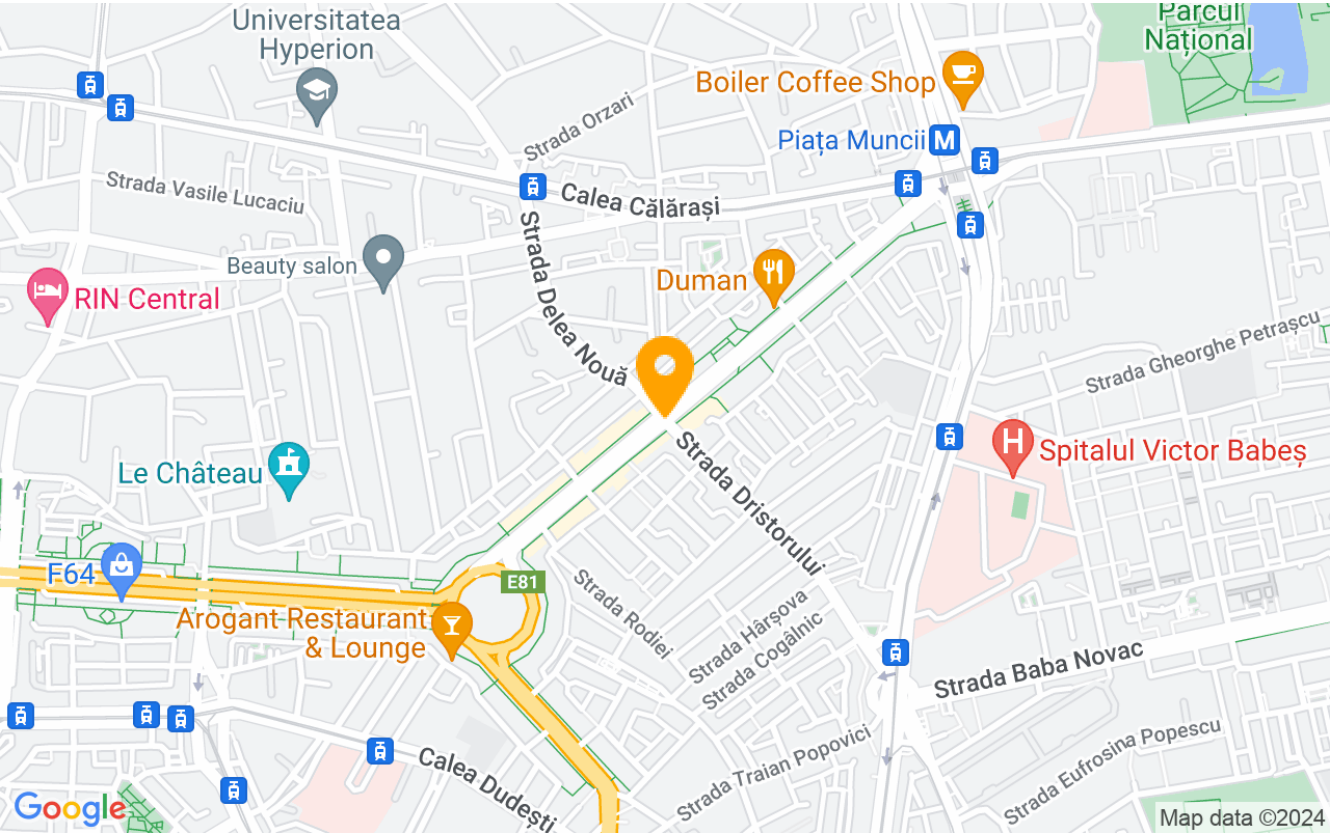 Universitatea
Hyperion
Parcul
Național
Boiler Coffee Shop
Strada Orzari
Piața Muncii
M
Strada Vasile Lucaciu
Calea Călărași
Strada Delea Nouă
Beauty salon
Duman
RIN Central
Strada Gheorghe Petrașcu
H
Spitalul Victor Babeș
Le Château
Strada Dristorului
F64
E81
Arogant Restaurant
& Lounge
Strada Rodiei
Strada Hârșova
Strada Cogâlnic
Strada Baba Novac
Strada Traian Popovici
Strada Eufrosina Popescu
Calea Dudești
Google
Map data ©2024